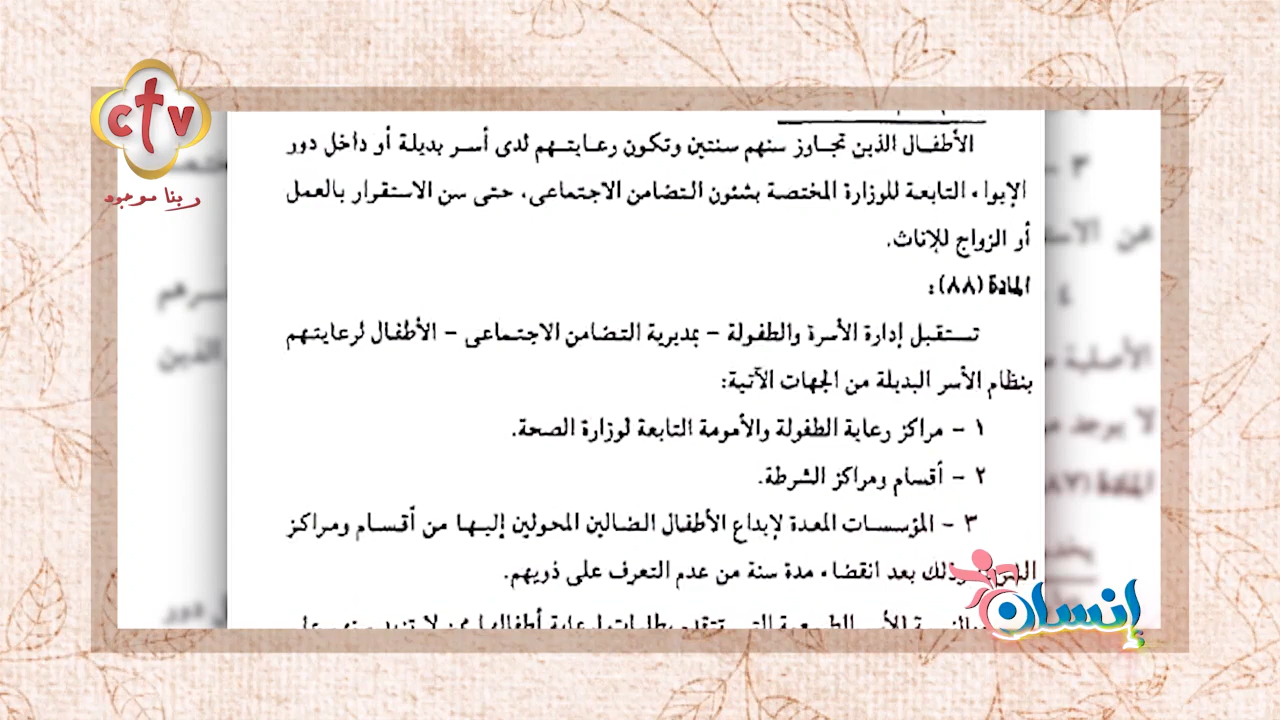 ctv
ربنا موجود
الأطفال الذين تجاوز سنهم سنتين وتكون رعايتهم لدى أسر بديلة أو داخل دور
الإيواء التابعة للوزارة المختصة بشئون التضامن الاجتماعى، حتى سن الاستقرار بالعمل
أو الزواج للإناث.
المادة (٨٨):
تستقبل إدارة الأسرة والطفولة - بمديرية التضامن الاجتماعى - الأطفال لرعايتهم
بنظام الأسر البديلة من الجهات الآتية:
١ - مراكز رعاية الطفولة والأمومة التابعة لوزارة الصحة.
٢ - أقسام ومراكز الشرطة.
٣ - المؤسسات المعدة لإبداع الأطفال الضالين المحولين إليها من أقسام ومراكز
وذلك بعد انقضاء مدة سنة من عدم التعرف على ذويهم.
إنسان